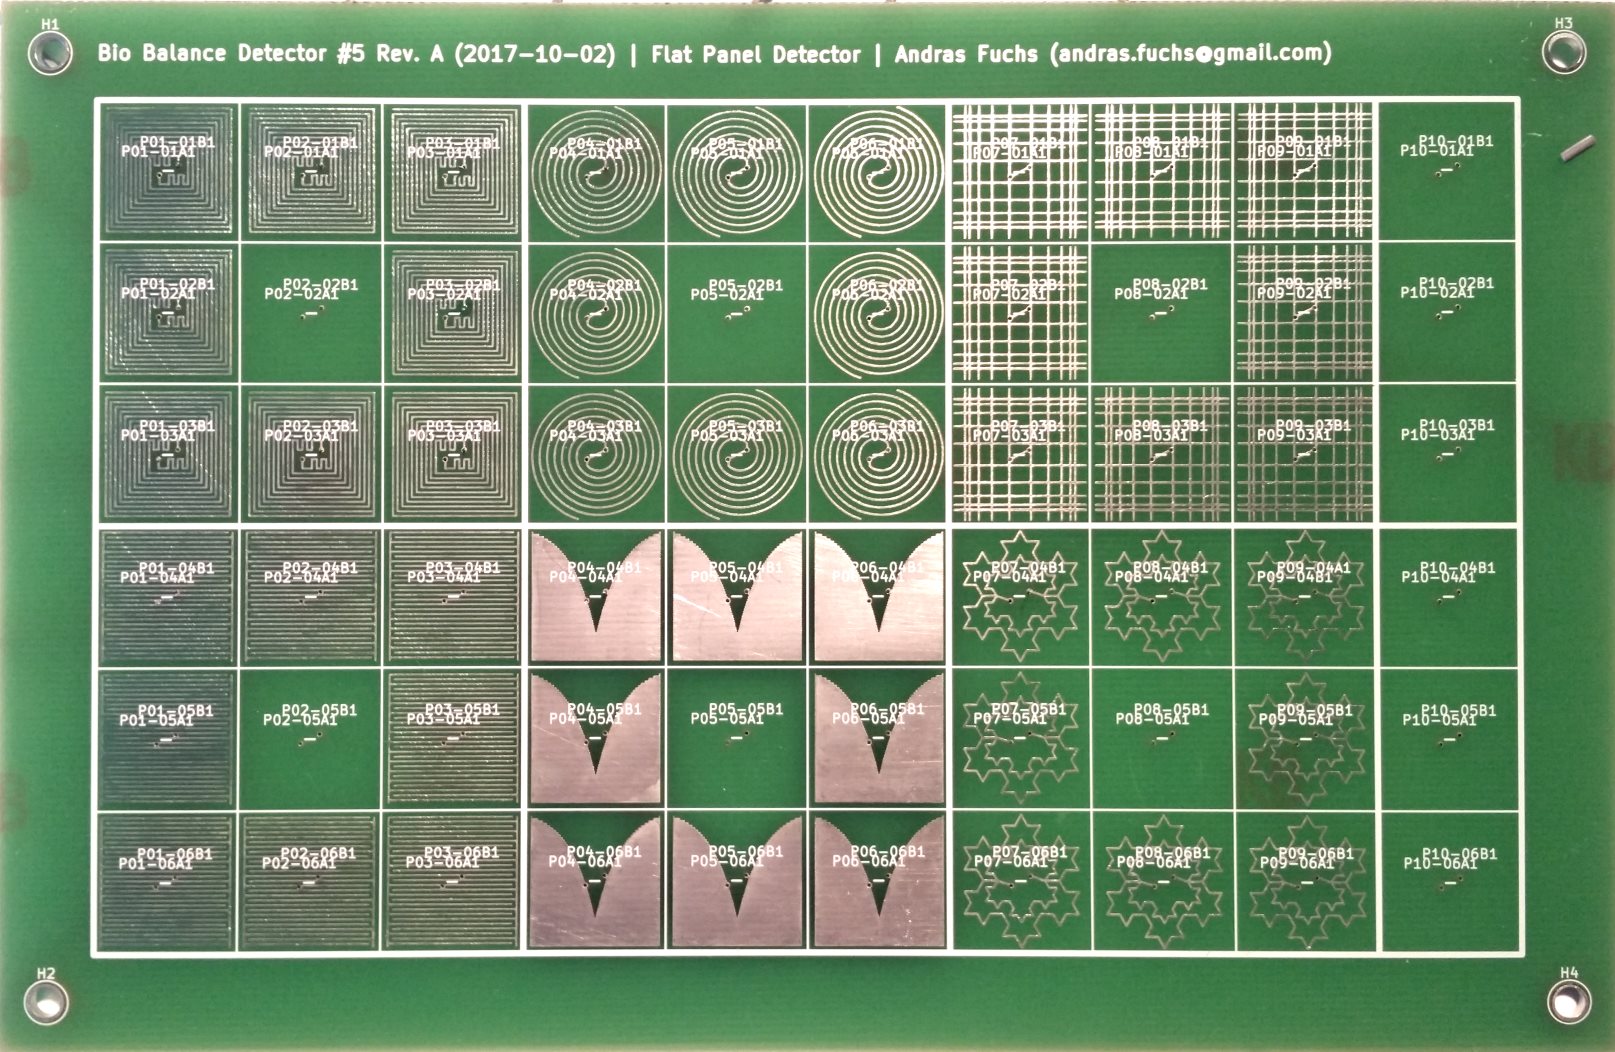 H1
H3
Bio Balance Detector #5 Rev. A (2017-10-02) | Flat Panel Detector | Andras Fuchs (andras.fuchs@gmail.com)
P01-01B1 P02-01B1 P03-01B1 P04-01B1 P05-01B1 P06-01B1 P07-01B1 P08-01B1 P09-01B1 P10-01B1
P01-01A1 P02-01A1 P03-01A1 P04-01A1 P05-01A1 P06-01A1 P07-01A1 P08-01A1 P09-01A1 P10-01A1
P01-02B1 P02-02B1 P03-02B1 P04-02B1 P05-02B1 P06-02B1 P07-02B1 P08-02B1 P09-02B1 P10-02B1
P01-02A1 P02-02A1 P03-02A1 P04-02A1 P05-02A1 P06-02A1 P07-02A1 P08-02A1 P09-02A1 P10-02A1
P01-03B1 P02-03B1 P03-03B1 P04-03B1 P05-03B1 P06-03B1 P07-03B1 P08-03B1 P09-03B1 P10-03B1
P01-03A1 P02-03A1 P03-03A1 P04-03A1 P05-03A1 P06-03A1 P07-03A1 P08-03A1 P09-03A1 P10-03A1
P01-04B1 P02-04B1 P03-04B1 P04-04B1 P05-04B1 P06-04B1 P07-04B1 P08-04B1 P09-04A1 P10-04B1
P01-04A1 P02-04A1 P03-04A1 P04-04A1 P05-04A1 P06-04A1 P07-04A1 P08-04A1 P09-04B1 P10-04A1
P01-05B1 P02-05B1 P03-05B1 P04-05B1 P05-05B1 P06-05B1 P07-05B1 P08-05B1 P09-05B1 P10-05B1
P01-05A1 P02-05A1 P03-05A1 P04-05A1 P05-05A1 P06-05A1 P07-05A1 P08-05A1 P09-05A1 P10-05A1
P01-06B1 P02-06B1 P03-06B1 P04-06B1 P05-06B1 P06-06B1 P07-06B1 P08-06B1 P09-06B1 P10-06B1
P01-06A1 P02-06A1 P03-06A1 P04-06A1 P05-06A1 P06-06A1 P07-06A1 P08-06A1 P09-06A1 P10-06A1
H2
H4